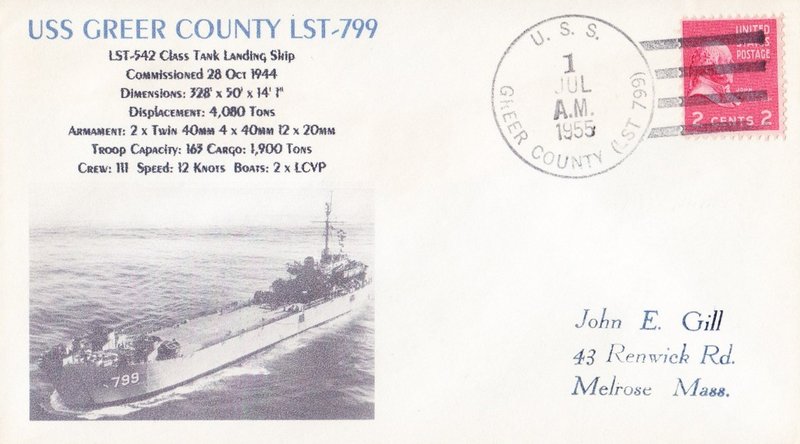 USS GREER COUNTY LST-799
LST-542 Class Tank Landing Ship
Commissioned 28 Oct 1944
Dimensions: 328' x 50' x 14' 1"
Displacement: 4,080 Tons
Armament: 2 x Twin 40mm 4 x 40mm 12 x 20mm
Troop Capacity: 163 Cargo: 1,900 Tons
Crew: 111 Speed: 12 Knots Boats: 2 x LCVP
799
U. S. S.
1
JUL
A.M.
1955
GREER COUNTY (LST 799)
UNITED
STATES
POSTAGE
JOHN
2 CENTS 2
John E. Gill
43 Renwick Rd.
Melrose Mass.